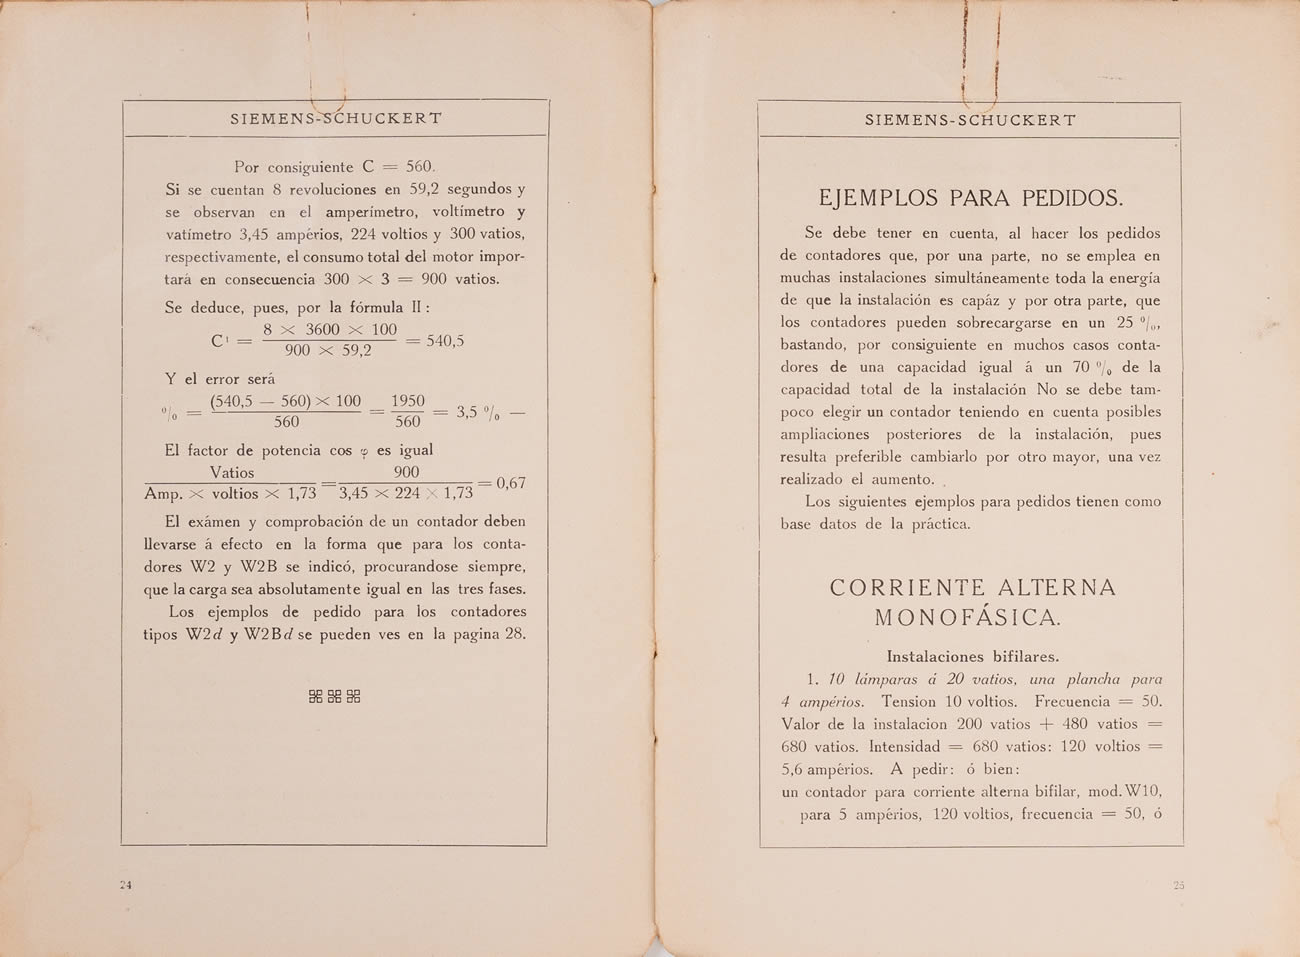 SIEMENS-SCHUCKERT
Por consiguiente C = 560.
Si se cuentan 8 revoluciones en 59,2 segundos y
se observan en el amperímetro, voltímetro y
vatímetro 3,45 ampérios, 224 voltios y 300 vatios,
respectivamente, el consumo total del motor impor-
tará en consecuencia 300 × 3 = 900 vatios.
Se deduce, pues, por la fórmula II:
8 × 3600 × 100
C¹ = = 540,5
900 × 59,2
Y el error será
(540,5 — 560) × 100 1950
% = = = 3,5 % —
560 560
El factor de potencia cos φ es igual
Vatios 900
= = 0,67
Amp. × voltios × 1,73 3,45 × 224 × 1,73
El exámen y comprobación de un contador deben
llevarse á efecto en la forma que para los conta-
dores W2 y W2B se indicó, procurandose siempre,
que la carga sea absolutamente igual en las tres fases.
Los ejemplos de pedido para los contadores
tipos W2d y W2Bd se pueden ves en la pagina 28.
24
SIEMENS-SCHUCKERT
EJEMPLOS PARA PEDIDOS.
Se debe tener en cuenta, al hacer los pedidos
de contadores que, por una parte, no se emplea en
muchas instalaciones simultáneamente toda la energía
de que la instalación es capáz y por otra parte, que
los contadores pueden sobrecargarse en un 25 %,
bastando, por consiguiente en muchos casos conta-
dores de una capacidad igual á un 70 % de la
capacidad total de la instalación No se debe tam-
poco elegir un contador teniendo en cuenta posibles
ampliaciones posteriores de la instalación, pues
resulta preferible cambiarlo por otro mayor, una vez
realizado el aumento.
Los siguientes ejemplos para pedidos tienen como
base datos de la práctica.
CORRIENTE ALTERNA
MONOFÁSICA.
Instalaciones bifilares.
1. 10 lámparas á 20 vatios, una plancha para
4 ampérios. Tension 10 voltios. Frecuencia = 50.
Valor de la instalacion 200 vatios + 480 vatios =
680 vatios. Intensidad = 680 vatios: 120 voltios =
5,6 ampérios. A pedir: ó bien:
un contador para corriente alterna bifilar, mod. W10,
para 5 ampérios, 120 voltios, frecuencia = 50, ó
25